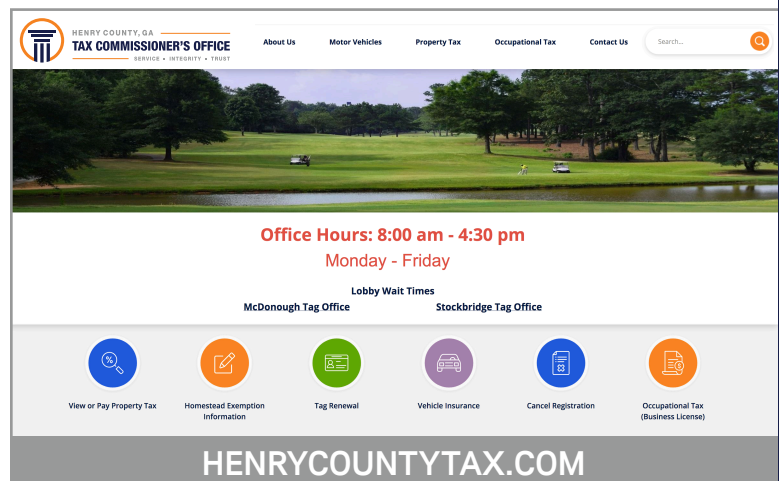 HENRY COUNTY, GA
TAX COMMISSIONER'S OFFICE
SERVICE • INTEGRITY • TRUST
About Us
Motor Vehicles
Property Tax
Occupational Tax
Contact Us
Search...
Office Hours: 8:00 am - 4:30 pm
Monday - Friday
Lobby Wait Times
McDonough Tag Office
Stockbridge Tag Office
View or Pay Property Tax
Homestead Exemption
Information
Tag Renewal
Vehicle Insurance
Cancel Registration
Occupational Tax
(Business License)
HENRYCOUNTYTAX.COM